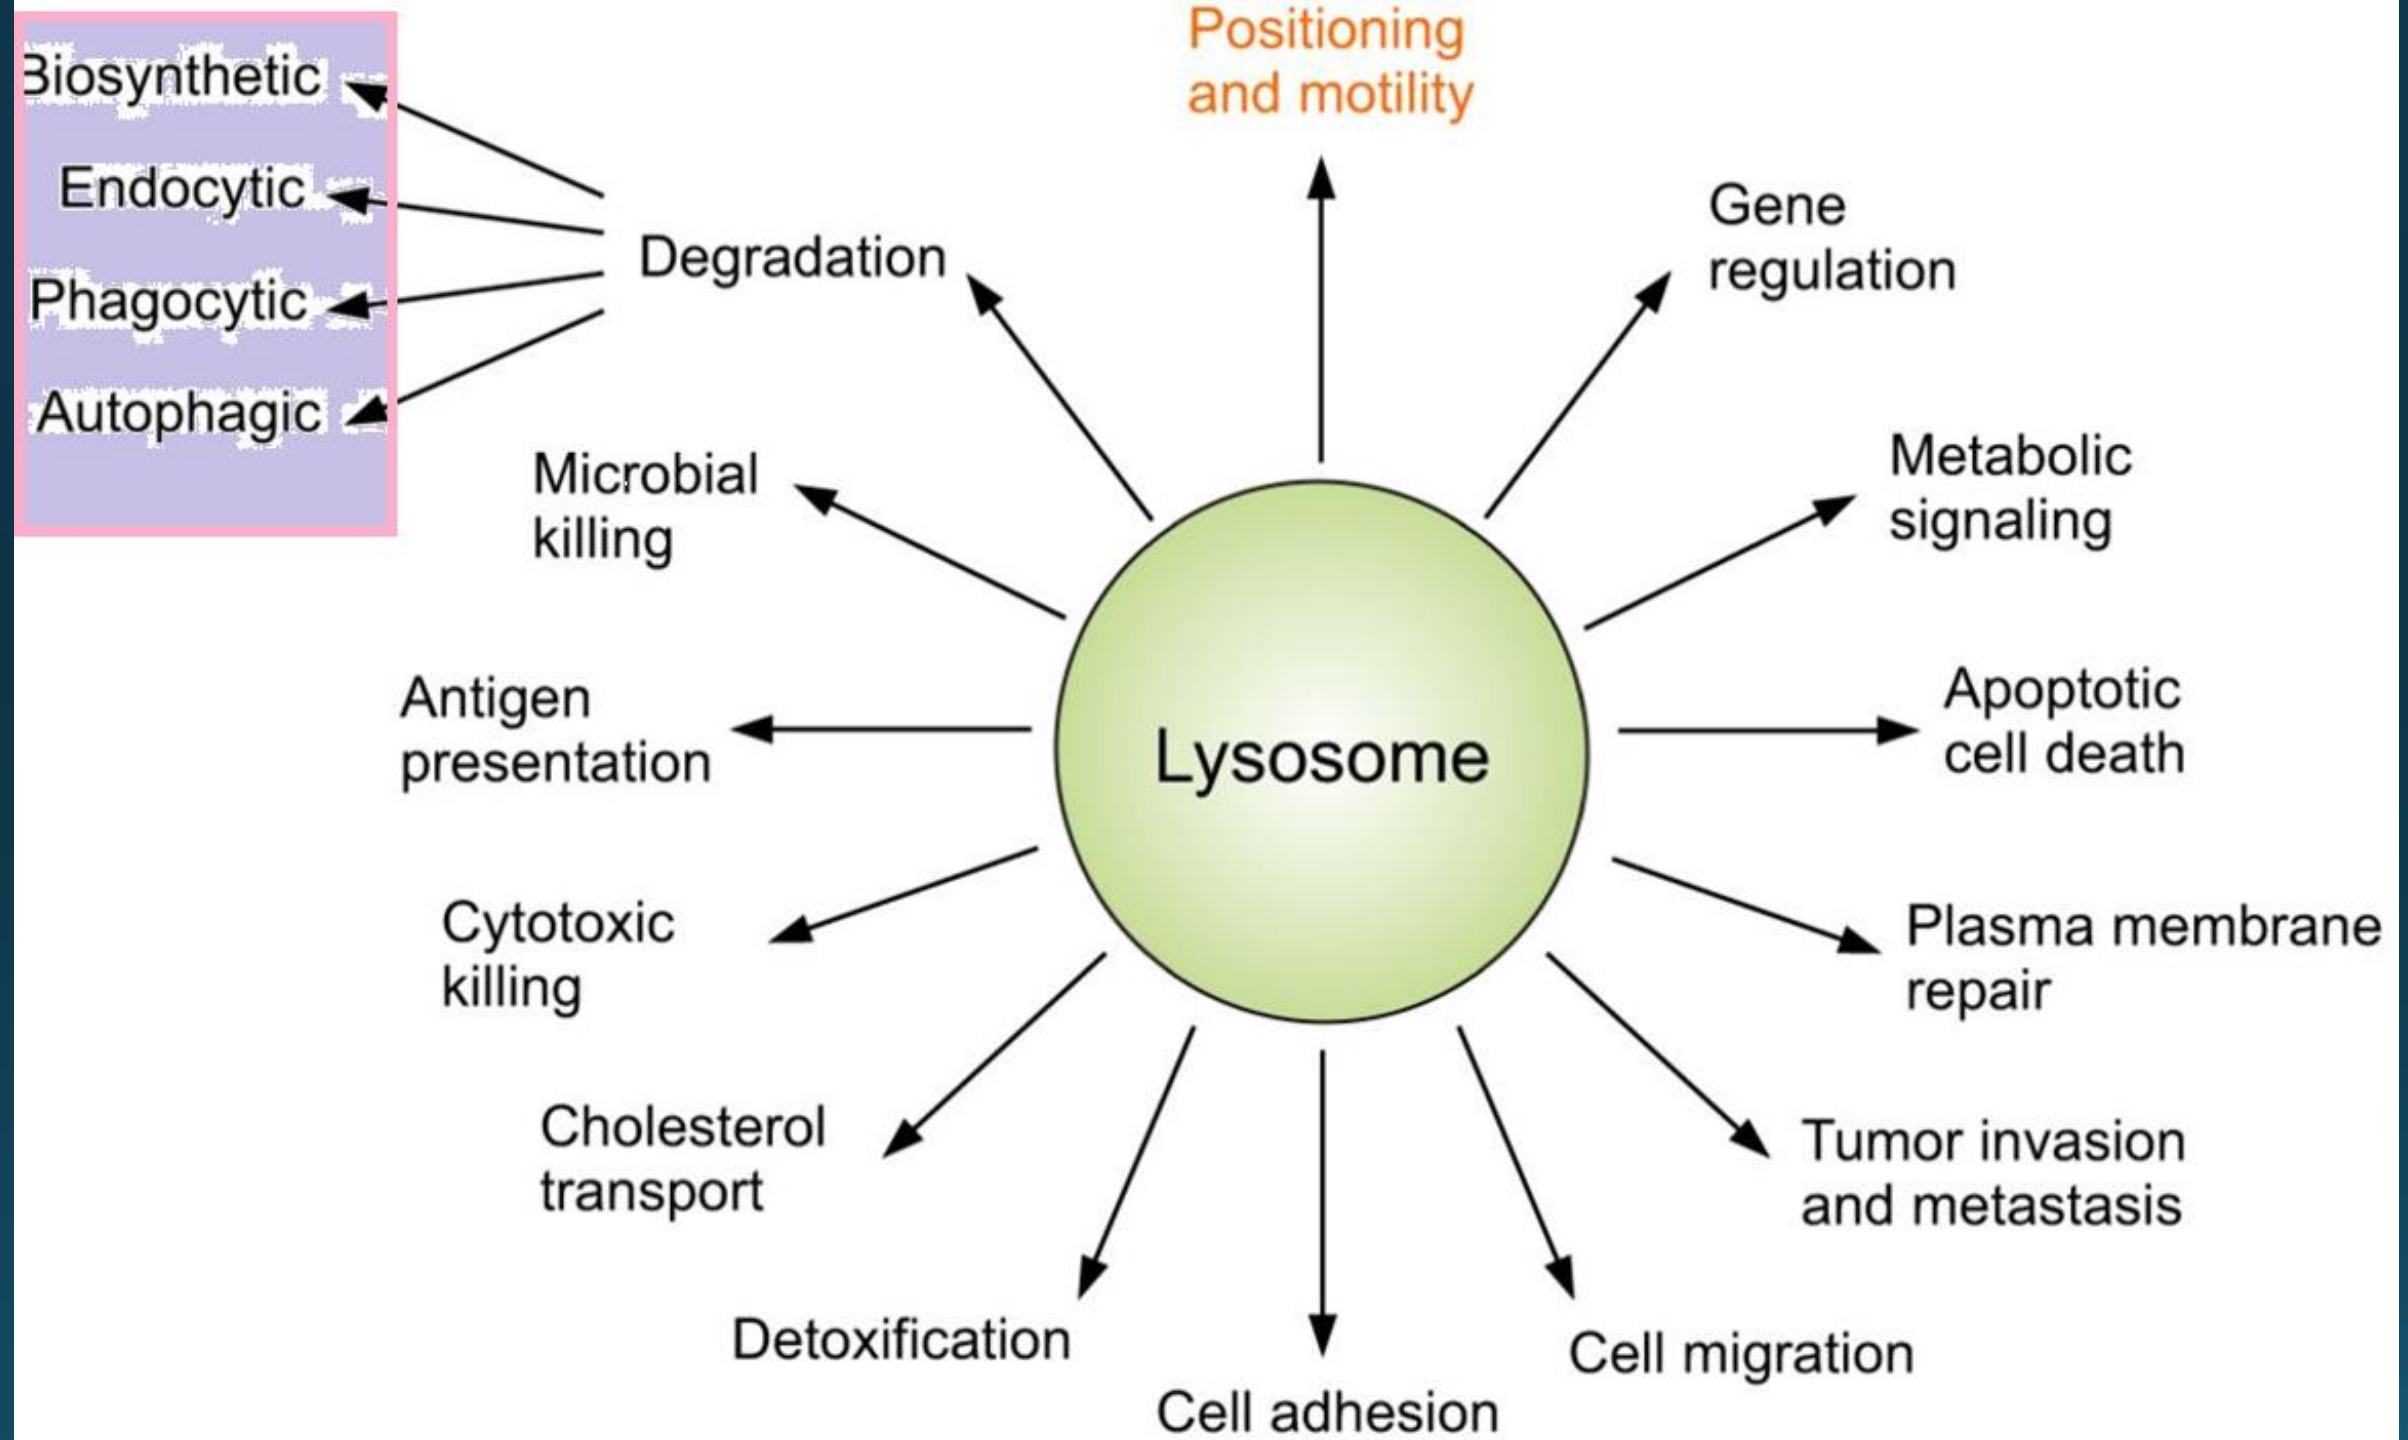 Positioning
and motility
Biosynthetic
Endocytic
Phagocytic
Autophagic
Degradation
Gene
regulation
Microbial
killing
Metabolic
signaling
Antigen
presentation
Lysosome
Apoptotic
cell death
Cytotoxic
killing
Plasma membrane
repair
Cholesterol
transport
Tumor invasion
and metastasis
Detoxification
Cell migration
Cell adhesion